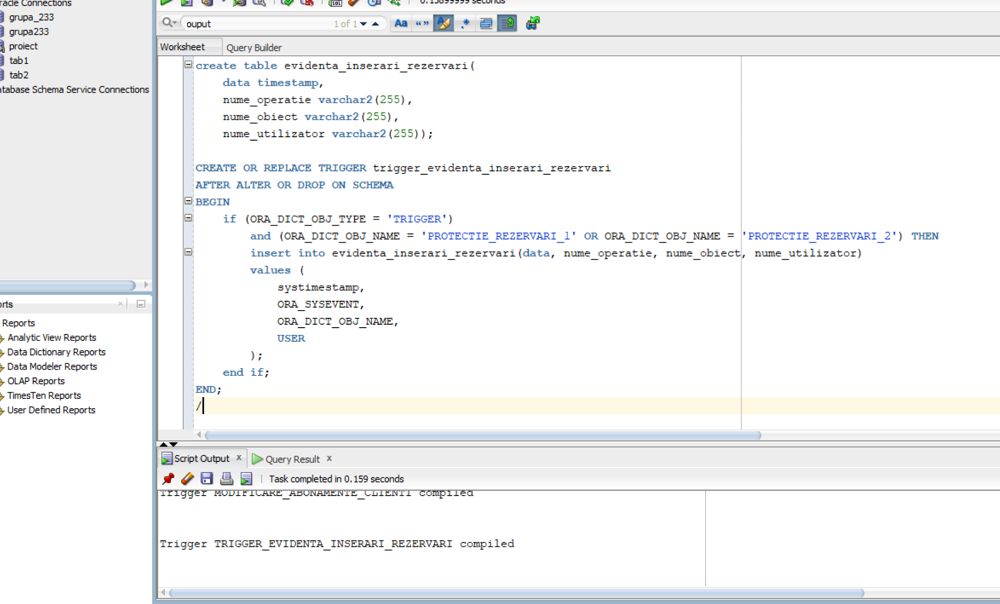 Connections
grupa_233
grupa233
proiect
tab1
tab2
Database Schema Service Connections
Reports
Analytic View Reports
Data Dictionary Reports
Data Modeler Reports
OLAP Reports
TimesTen Reports
User Defined Reports
0.15899999 seconds
ouput 1 of 1 Aa “ ” .*
Worksheet Query Builder
create table evidenta_inserari_rezervari(
    data timestamp,
    nume_operatie varchar2(255),
    nume_obiect varchar2(255),
    nume_utilizator varchar2(255));
CREATE OR REPLACE TRIGGER trigger_evidenta_inserari_rezervari
AFTER ALTER OR DROP ON SCHEMA
BEGIN
    if (ORA_DICT_OBJ_TYPE = 'TRIGGER')
        and (ORA_DICT_OBJ_NAME = 'PROTECTIE_REZERVARI_1' OR ORA_DICT_OBJ_NAME = 'PROTECTIE_REZERVARI_2') THEN
        insert into evidenta_inserari_rezervari(data, nume_operatie, nume_obiect, nume_utilizator)
        values (
            systimestamp,
            ORA_SYSEVENT,
            ORA_DICT_OBJ_NAME,
            USER
        );
    end if;
END;
/
Script Output x Query Result x
Task completed in 0.159 seconds
Trigger MODIFICARE_ABONAMENTE_CLIENTI compiled
Trigger TRIGGER_EVIDENTA_INSERARI_REZERVARI compiled